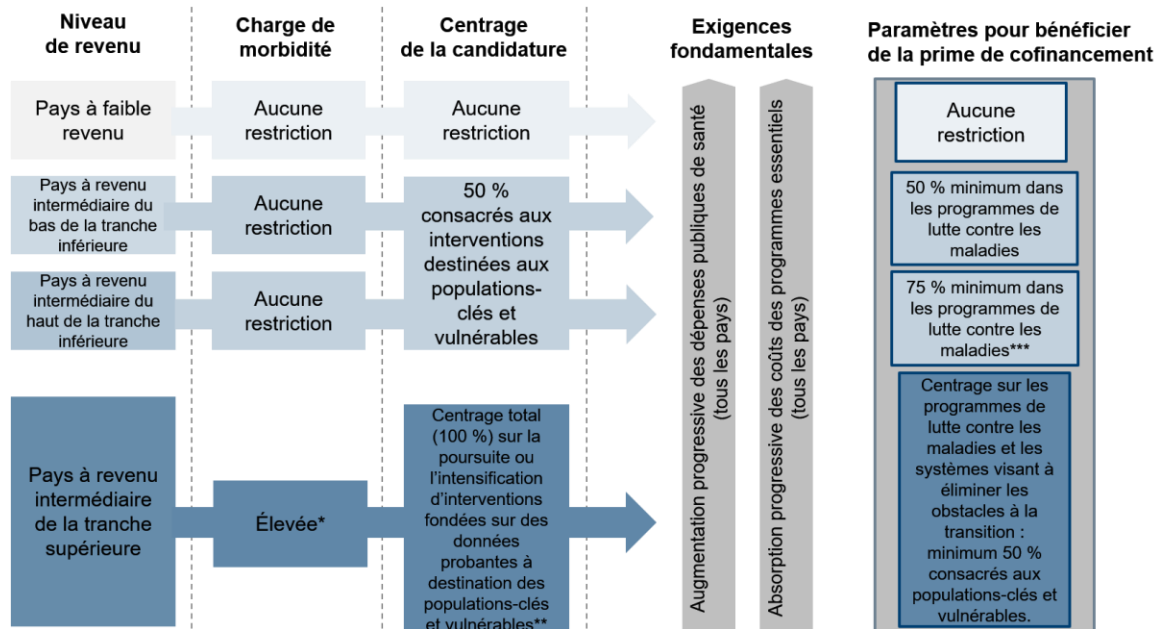 Niveau
de revenu
Charge de
morbidité
Centrage
de la candidature
Exigences
fondamentales
Paramètres pour bénéficier
de la prime de cofinancement
Pays à faible
revenu
Aucune
restriction
Aucune
restriction
Aucune
restriction
Pays à revenu
intermédiaire du
bas de la tranche
inférieure
Aucune
restriction
50 %
consacrés aux
interventions
destinées aux
populations-
clés et
vulnérables
50 % minimum dans
les programmes de
lutte contre les
maladies
Pays à revenu
intermédiaire du
haut de la tranche
inférieure
Aucune
restriction
75 % minimum dans
les programmes de
lutte contre les
maladies***
Pays à revenu
intermédiaire
de la tranche
supérieure
Élevée*
Centrage total
(100 %) sur la
poursuite ou
l’intensification
d’interventions
fondées sur des
données
probantes à
destination des
populations-clés
et vulnérables**
Augmentation progressive des dépenses publiques de santé
(tous les pays)
Absorption progressive des coûts des programmes essentiels
(tous les pays)
Centrage sur les
programmes de
lutte contre les
maladies et les
systèmes visant à
éliminer les
obstacles à la
transition :
minimum 50 %
consacrés aux
populations-clés et
vulnérables.